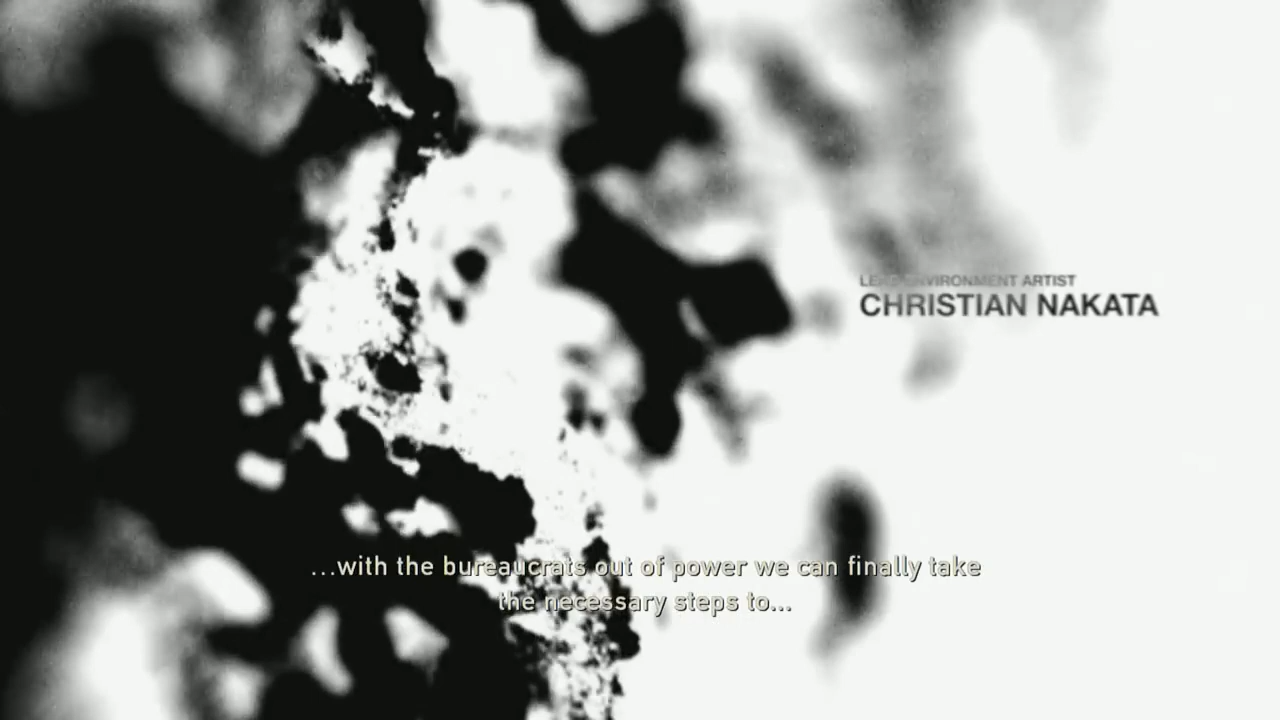 LEAD ENVIRONMENT ARTIST
CHRISTIAN NAKATA
...with the bureaucrats out of power we can finally take
the necessary steps to...